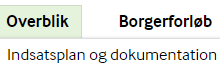 Overblik Borgerforløb
Indsatsplan og dokumentation